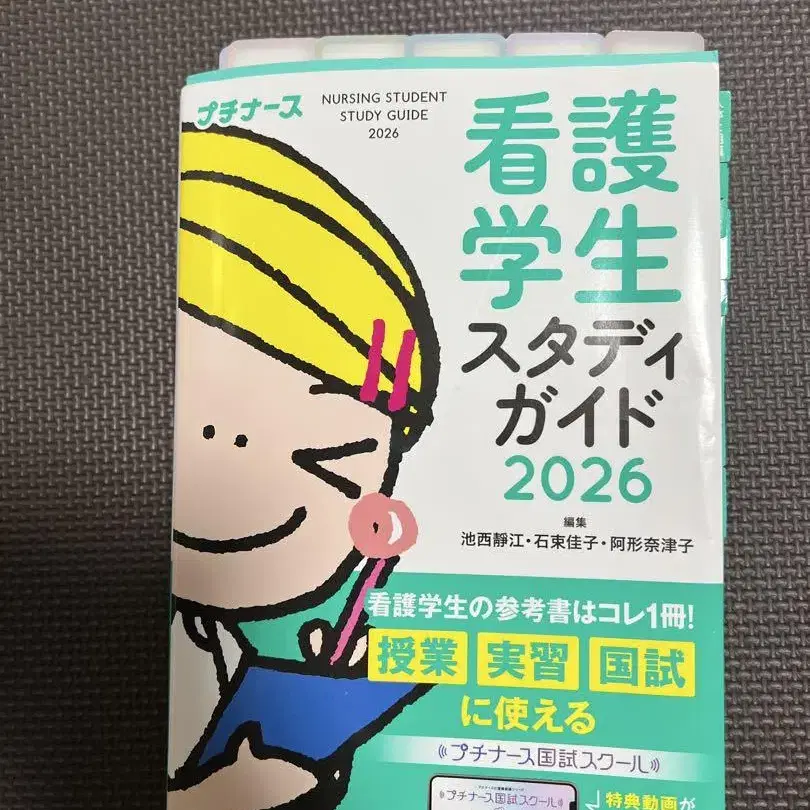 プチナース
NURSING STUDENT
STUDY GUIDE
2026
看護
学生
スタディ
ガイド
2026
編集
池西靜江・石束佳子・阿形奈津子
看護学生の参考書はコレ1冊!
授業 実習 国試
に使える
プチナース国試スクール
プチナース国試スクール
特典動画が